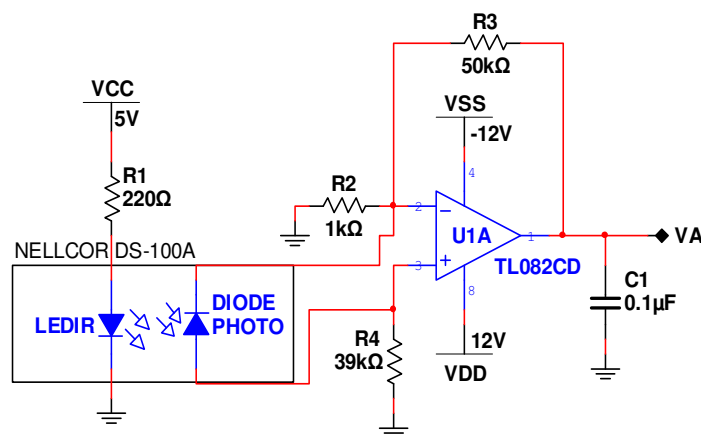 R3
50kΩ
VCC
5V
VSS
-12V
R1
220Ω
4
R2
1kΩ
2
U1A
1
VA
NELLCOR DS-100A
TL082CD
3
C1
0.1µF
LEDIR
DIODE
PHOTO
8
R4
39kΩ
12V
VDD